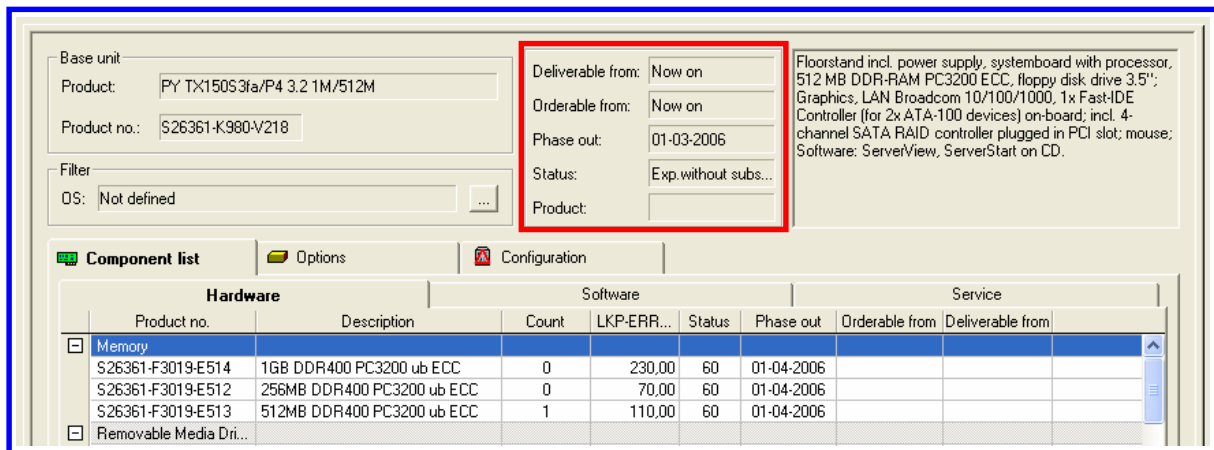 Base unit
Product: PY TX150S3fa/P4 3.2 1M/512M
Product no.: S26361-K980-V218
Filter
OS: Not defined ...
Deliverable from: Now on
Orderable from: Now on
Phase out: 01-03-2006
Status: Exp.without subs...
Product:
Floorstand incl. power supply, systemboard with processor,
512 MB DDR-RAM PC3200 ECC, floppy disk drive 3.5";
Graphics, LAN Broadcom 10/100/1000, 1x Fast-IDE
Controller (for 2x ATA-100 devices) on-board; incl. 4-
channel SATA RAID controller plugged in PCI slot; mouse;
Software: ServerView, ServerStart on CD.
Component list Options Configuration
Hardware Software Service
Product no. Description Count LKP-ERR... Status Phase out Orderable from Deliverable from
Memory
S26361-F3019-E514 1GB DDR400 PC3200 ub ECC 0 230,00 60 01-04-2006
S26361-F3019-E512 256MB DDR400 PC3200 ub ECC 0 70,00 60 01-04-2006
S26361-F3019-E513 512MB DDR400 PC3200 ub ECC 1 110,00 60 01-04-2006
Removable Media Dri...